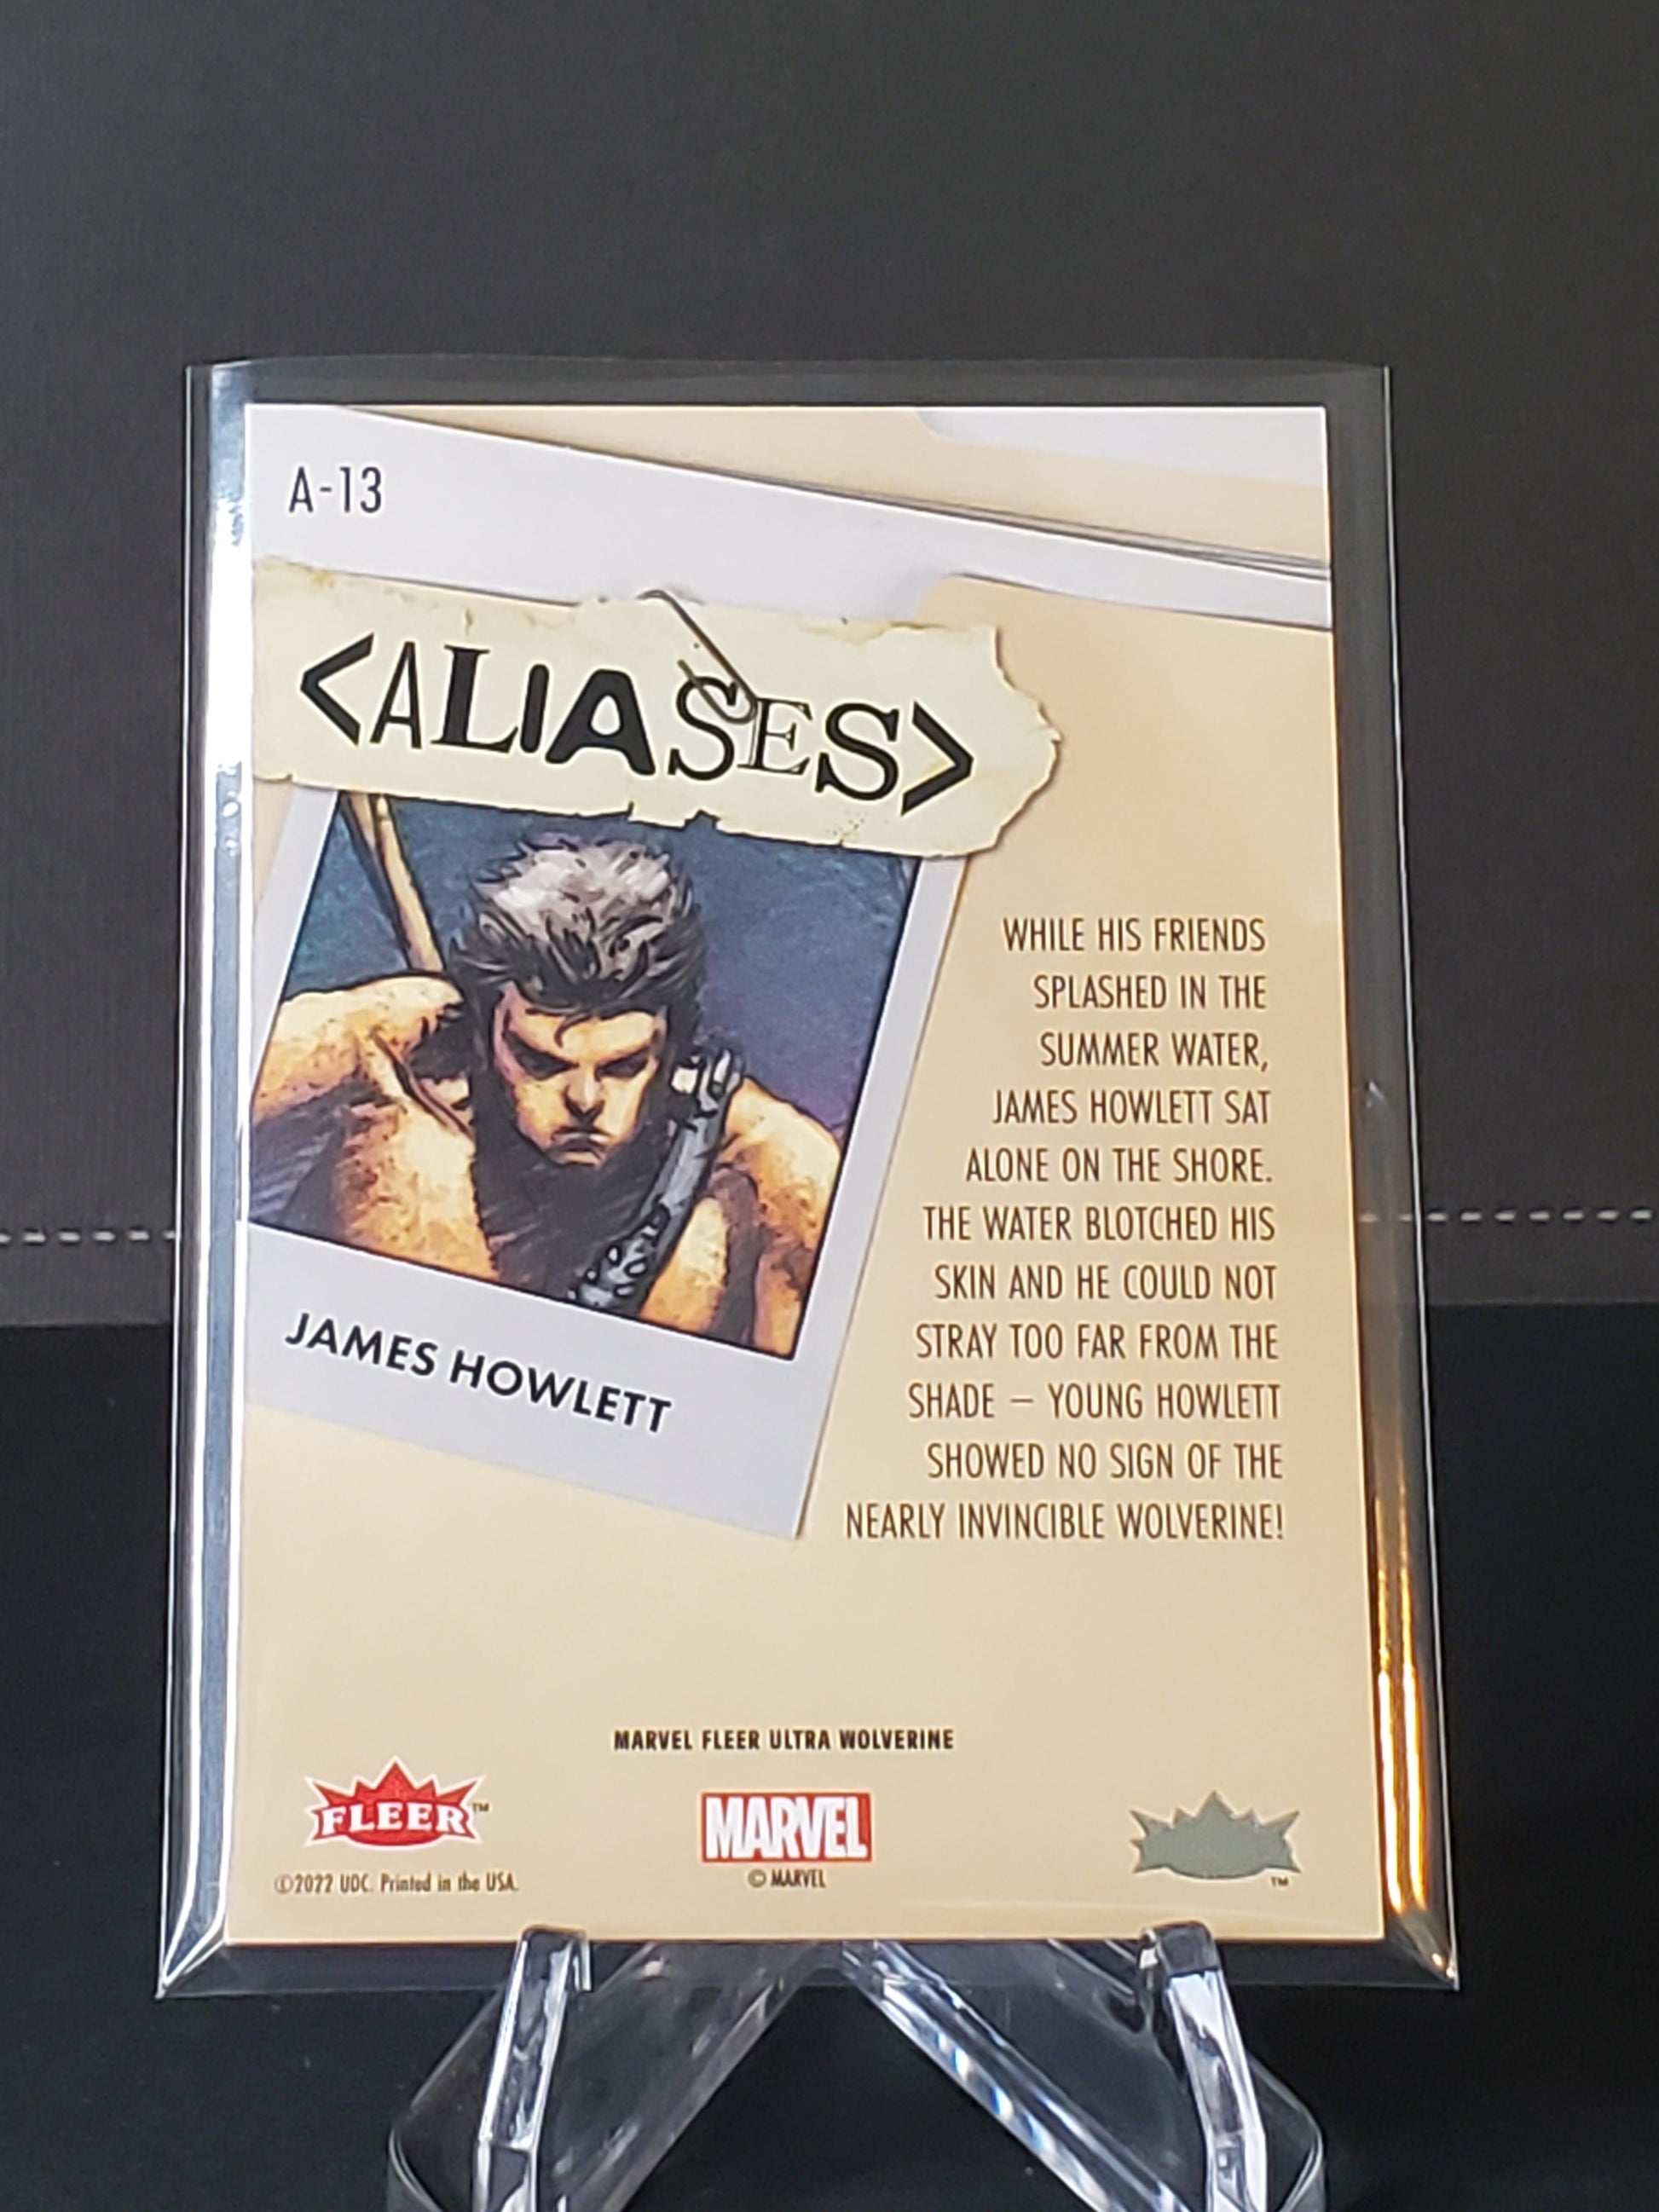 A-13
<ALIASES>
WHILE HIS FRIENDS
SPLASHED IN THE
SUMMER WATER,
JAMES HOWLETT SAT
ALONE ON THE SHORE.
THE WATER BLOTCHED HIS
SKIN AND HE COULD NOT
STRAY TOO FAR FROM THE
SHADE – YOUNG HOWLETT
SHOWED NO SIGN OF THE
NEARLY INVINCIBLE WOLVERINE!
JAMES HOWLETT
MARVEL FLEER ULTRA WOLVERINE
FLEER™
MARVEL
™
©2022 UDC. Printed in the USA.
© MARVEL